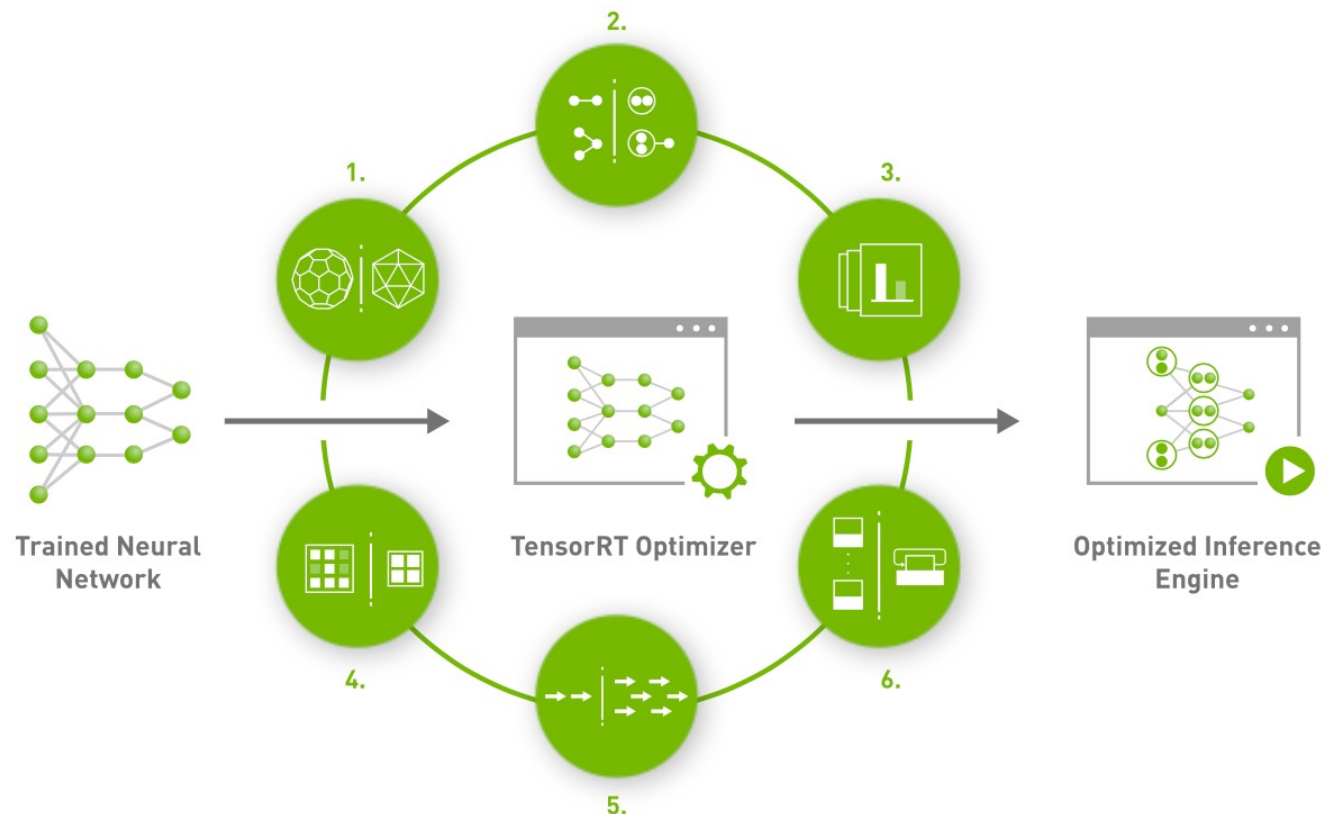 2.
1.
3.
Trained Neural
Network
TensorRT Optimizer
Optimized Inference
Engine
4.
6.
5.